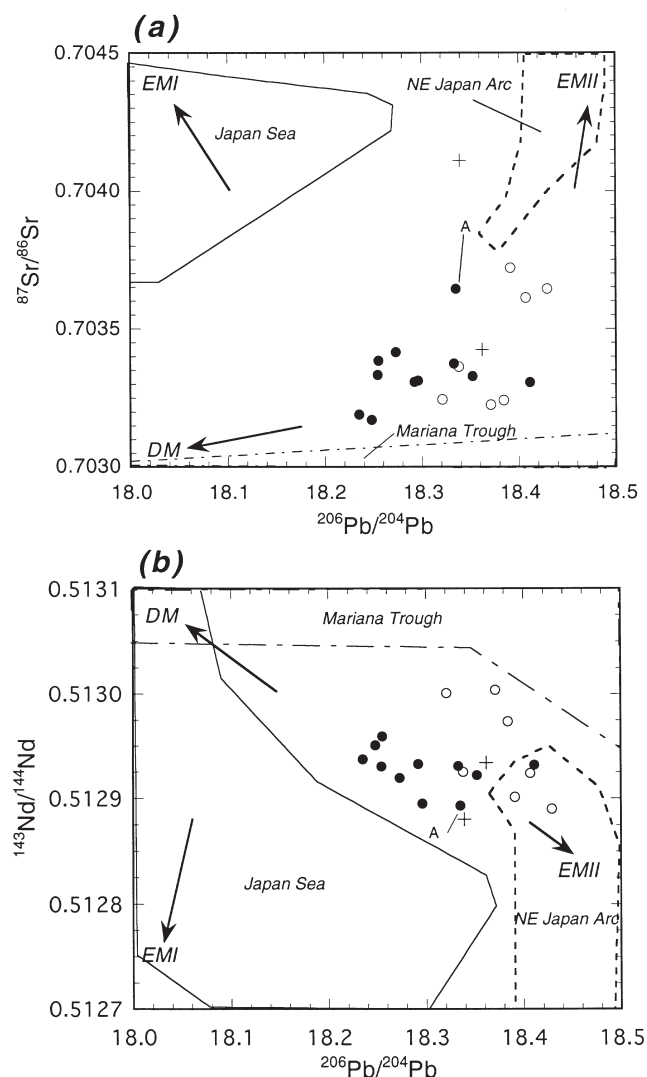 (a)
0.7045
0.7040
0.7035
0.7030
87Sr/86Sr
EMI
Japan Sea
NE Japan Arc
EMII
A
DM
Mariana Trough
18.0 18.1 18.2 18.3 18.4 18.5
206Pb/204Pb
(b)
0.5131
0.5130
0.5129
0.5128
0.5127
143Nd/144Nd
DM
Mariana Trough
A
EMII
Japan Sea
NE Japan Arc
EMI
18.0 18.1 18.2 18.3 18.4 18.5
206Pb/204Pb